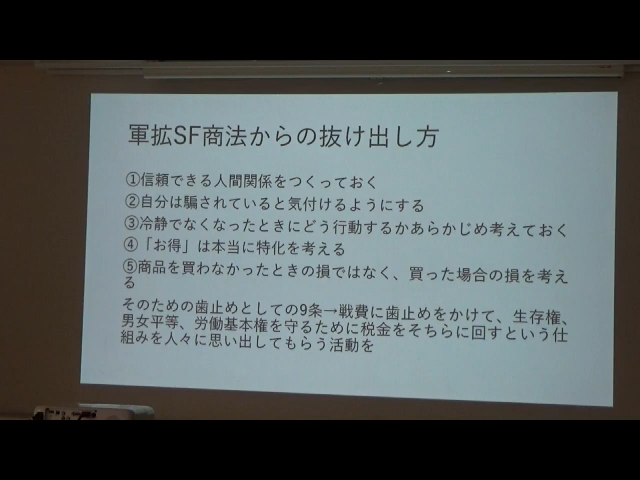 軍拡SF商法からの抜け出し方
①信頼できる人間関係をつくっておく
②自分は騙されていると気付けるようにする
③冷静でなくなったときにどう行動するかあらかじめ考えておく
④「お得」は本当に特化を考える
⑤商品を買わなかったときの損ではなく、買った場合の損を考え
る
そのための歯止めとしての9条→戦費に歯止めをかけて、生存権、
男女平等、労働基本権を守るために税金をそちらに回すという仕
組みを人々に思い出してもらう活動を